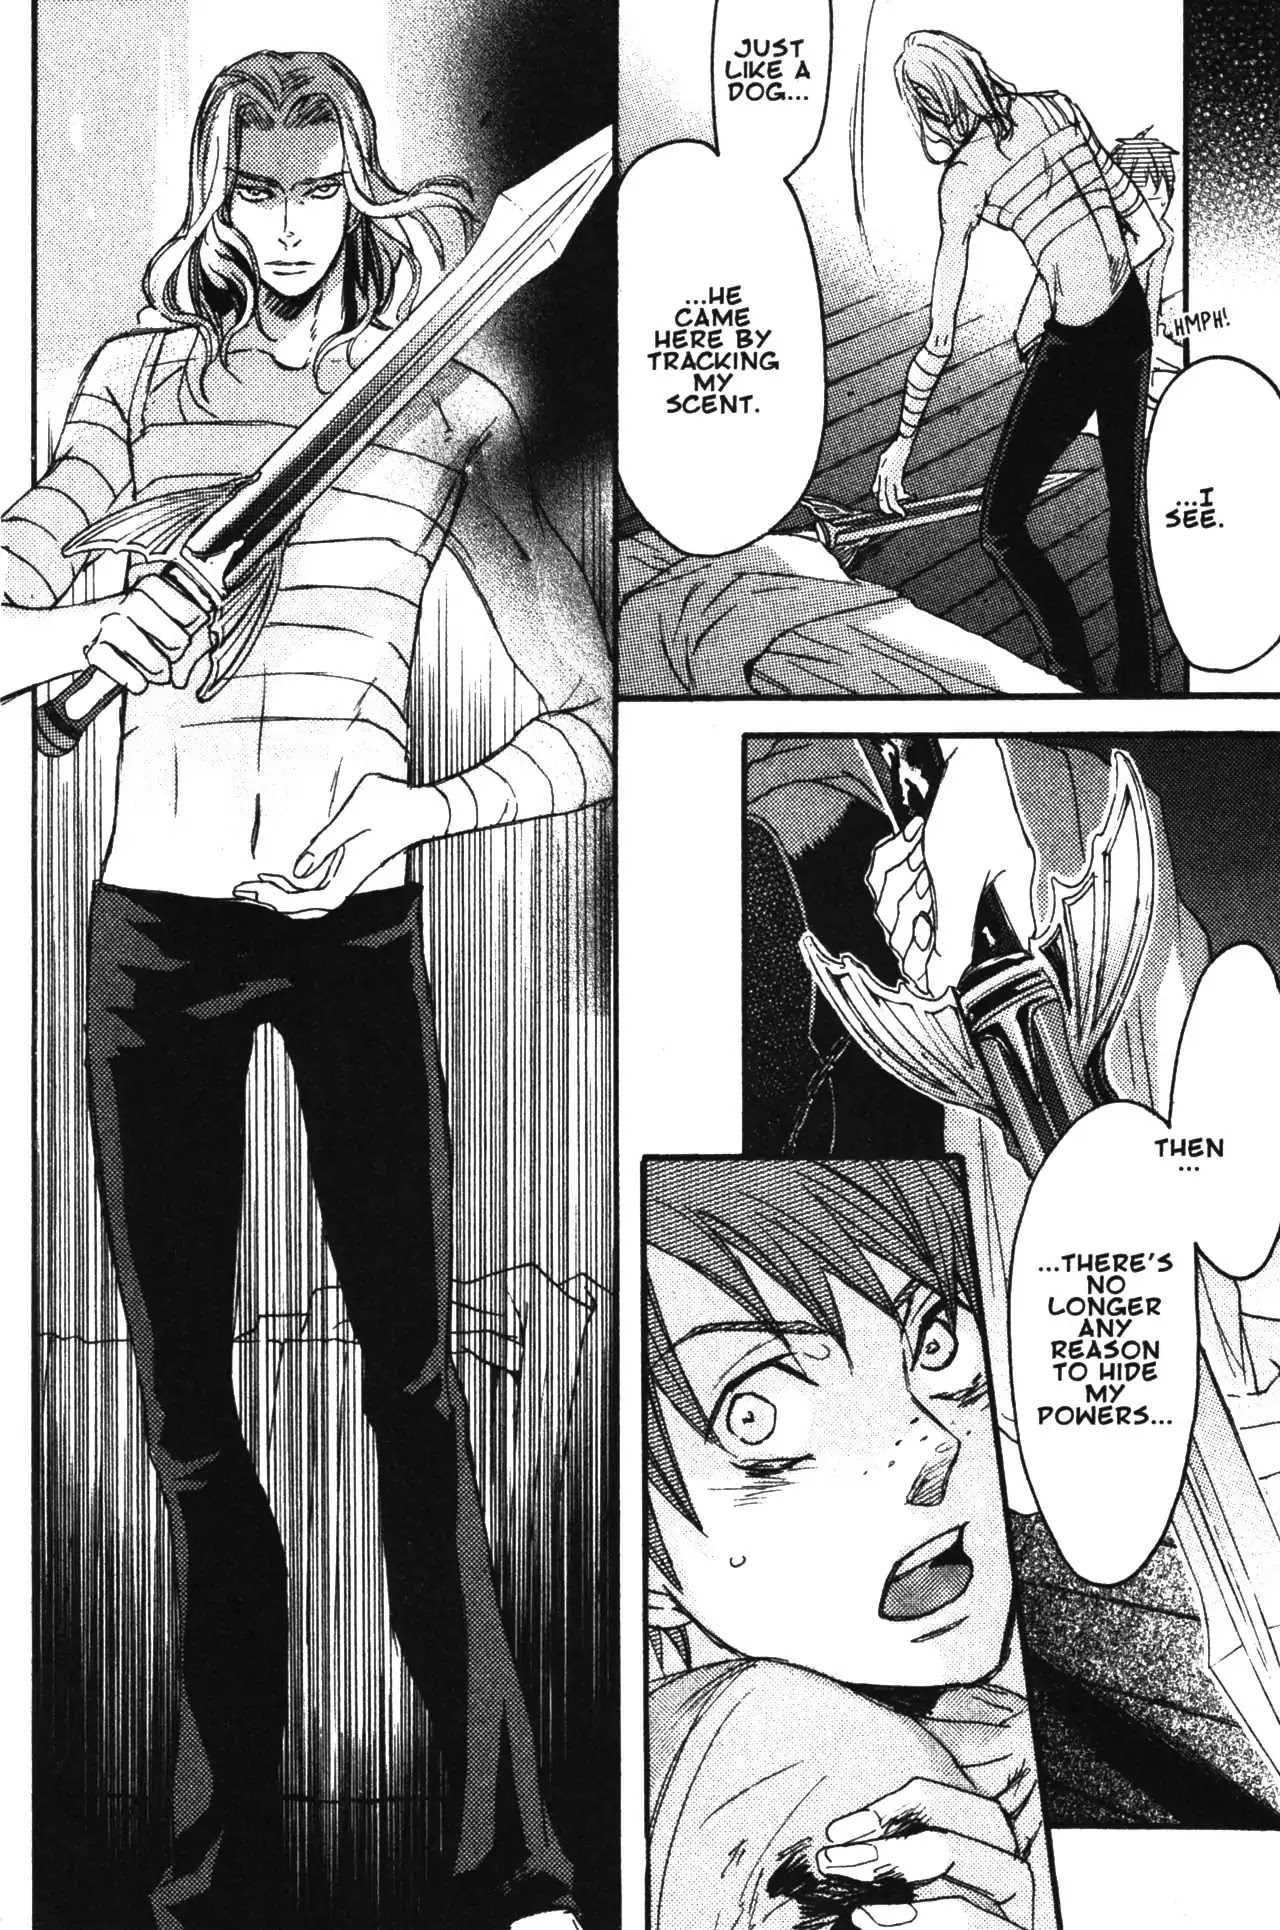 ...I
SEE.
HMPH!
JUST
LIKE A
DOG...
...HE
CAME
HERE BY
TRACKING
MY
SCENT.
THEN
...
...THERE'S
NO
LONGER
ANY
REASON
TO HIDE
MY
POWERS...